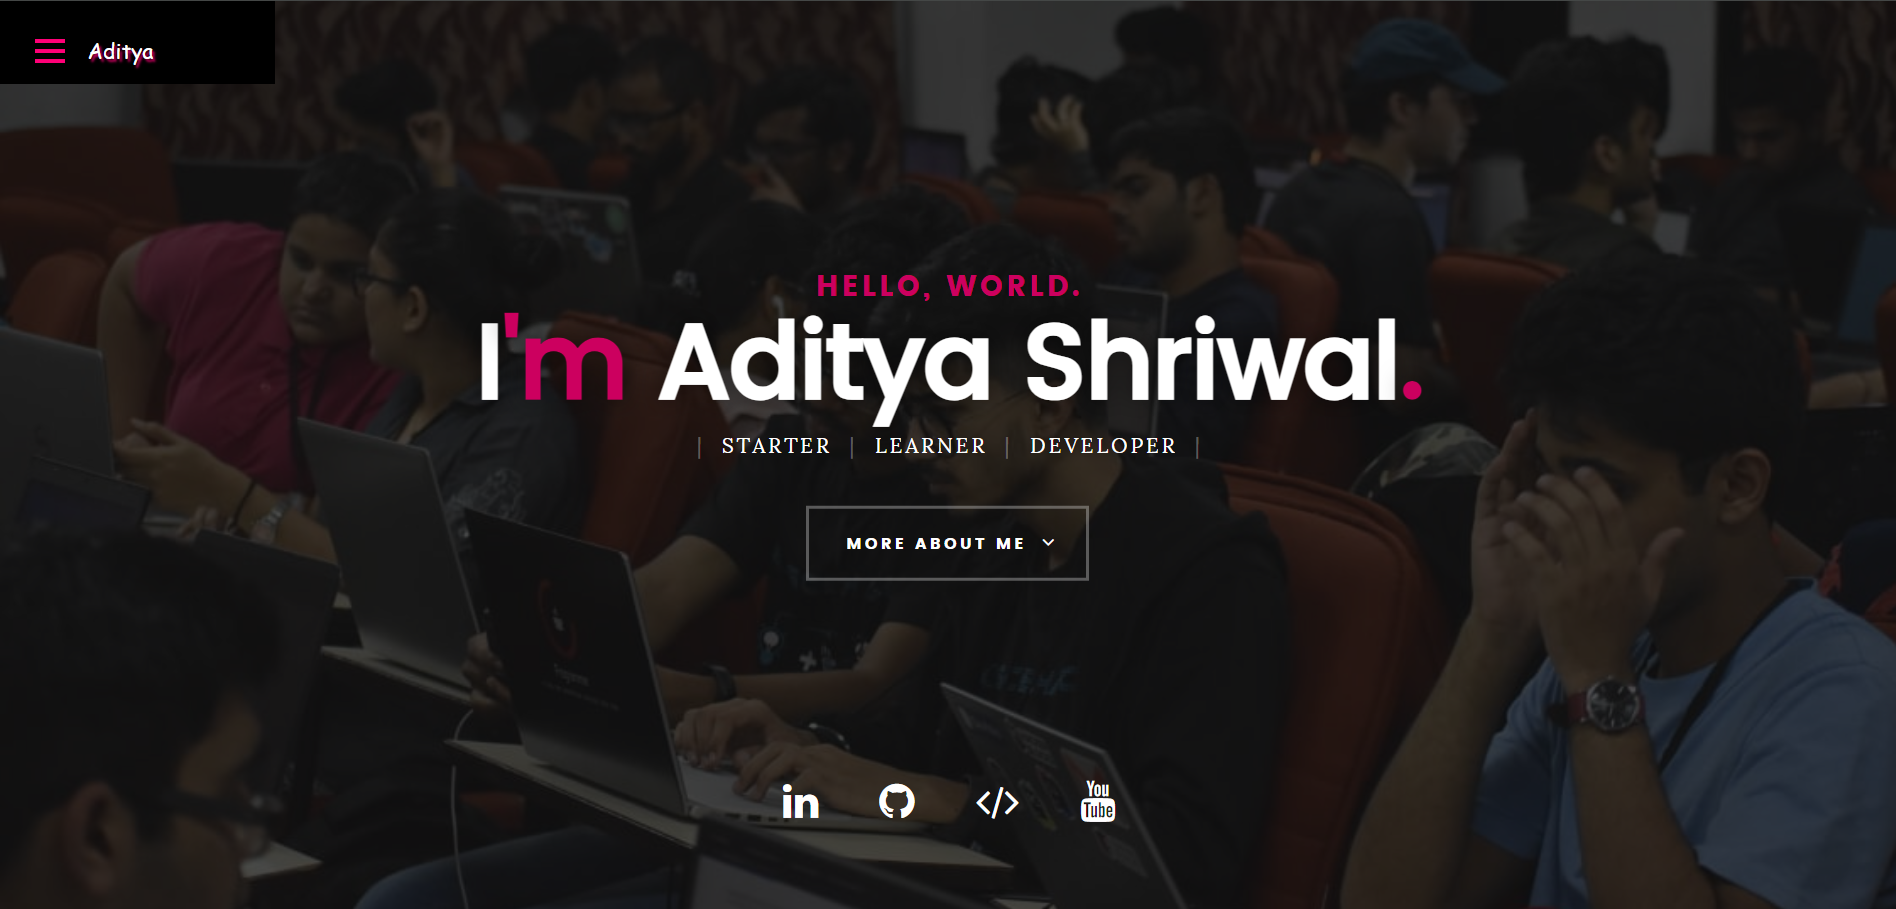 Aditya
HELLO, WORLD.
I'm Aditya Shriwal.
| STARTER | LEARNER | DEVELOPER |
MORE ABOUT ME
in
</>
You
Tube